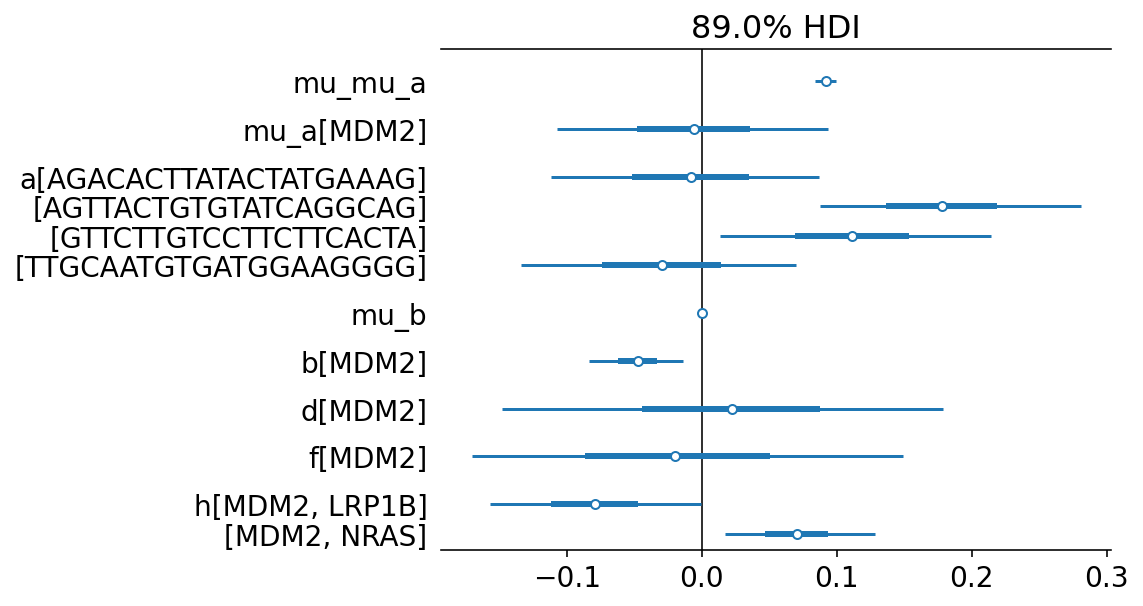 89.0% HDI
mu_mu_a
mu_a[MDM2]
a[AGACACTTATACTATGAAAG]
[AGTTACTGTGTATCAGGCAG]
[GTTCTTGTCCTTCTTCACTA]
[TTGCAATGTGATGGAAGGGG]
mu_b
b[MDM2]
d[MDM2]
f[MDM2]
h[MDM2, LRP1B]
[MDM2, NRAS]
−0.1 0.0 0.1 0.2 0.3